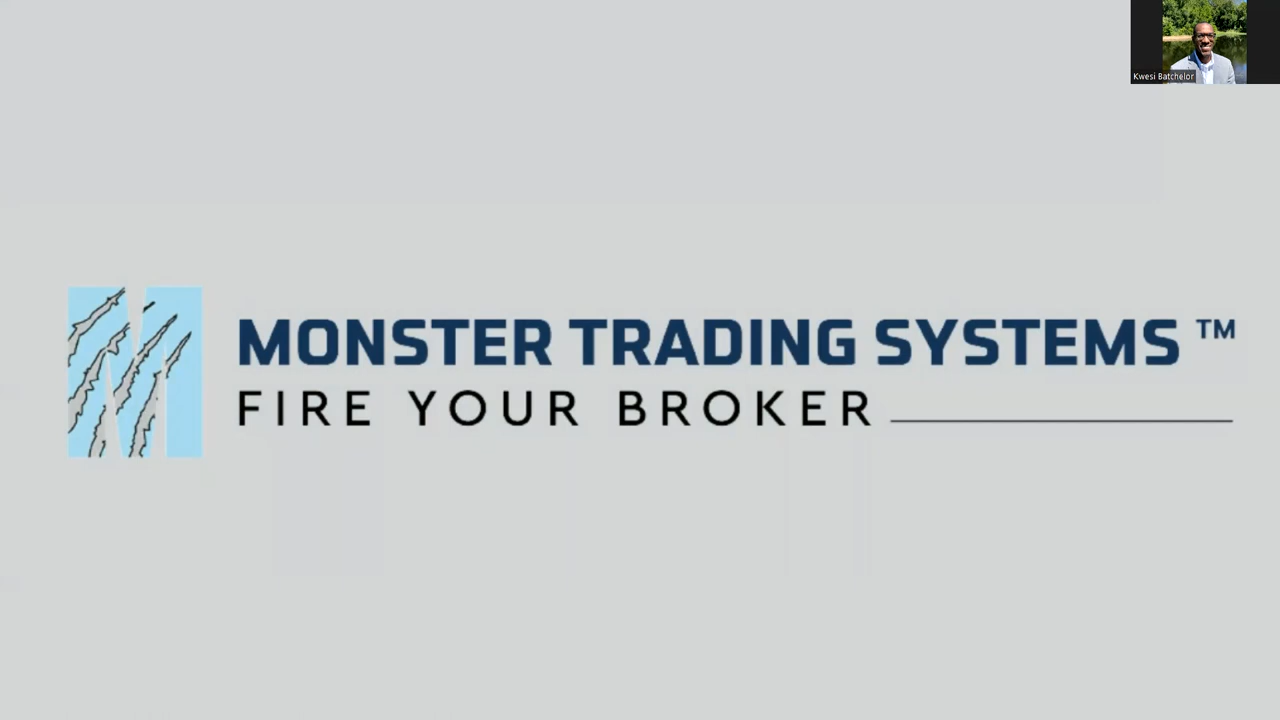 Kwesi Batchelor
M
MONSTER TRADING SYSTEMS ™
FIRE YOUR BROKER